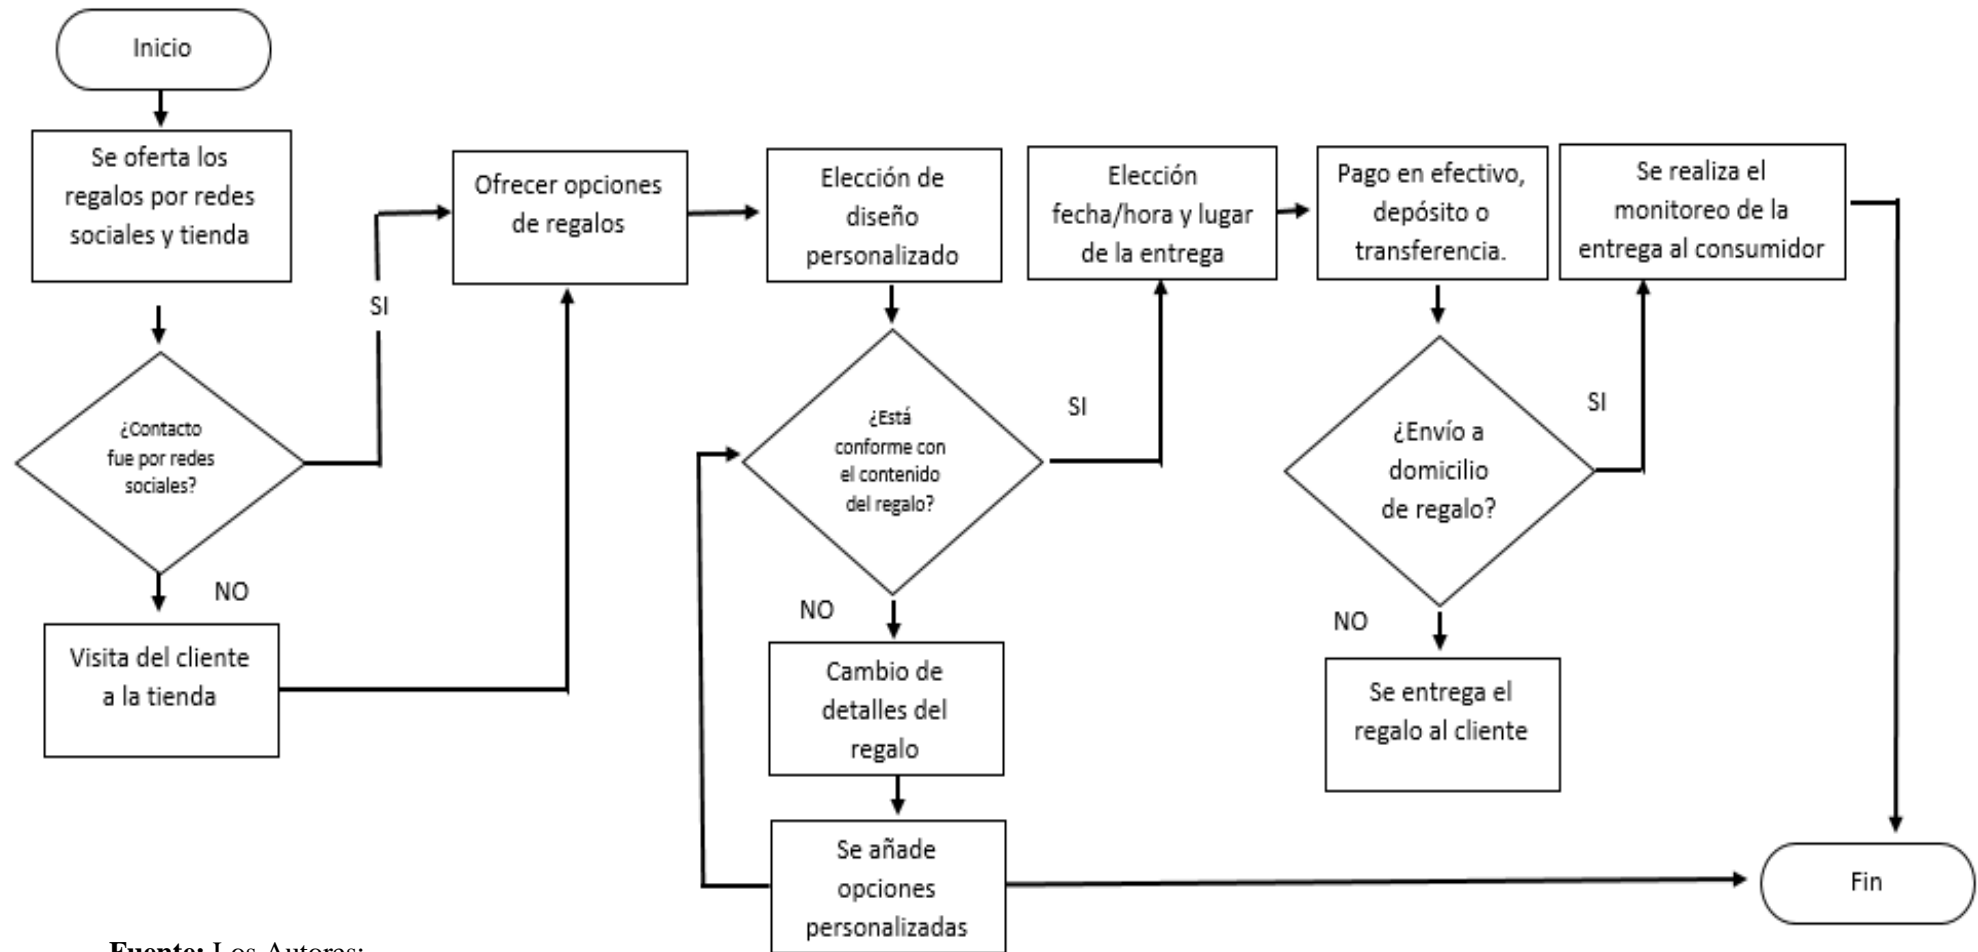 Inicio
Se oferta los
regalos por redes
sociales y tienda
¿Contacto
fue por redes
sociales?
SI
NO
Visita del cliente
a la tienda
Ofrecer opciones
de regalos
Elección de
diseño
personalizado
¿Está
conforme con
el contenido
del regalo?
SI
NO
Cambio de
detalles del
regalo
Se añade
opciones
personalizadas
Elección
fecha/hora y lugar
de la entrega
Pago en efectivo,
depósito o
transferencia.
¿Envío a
domicilio
de regalo?
SI
NO
Se entrega el
regalo al cliente
Se realiza el
monitoreo de la
entrega al consumidor
Fin
Fuente: Los Autores;